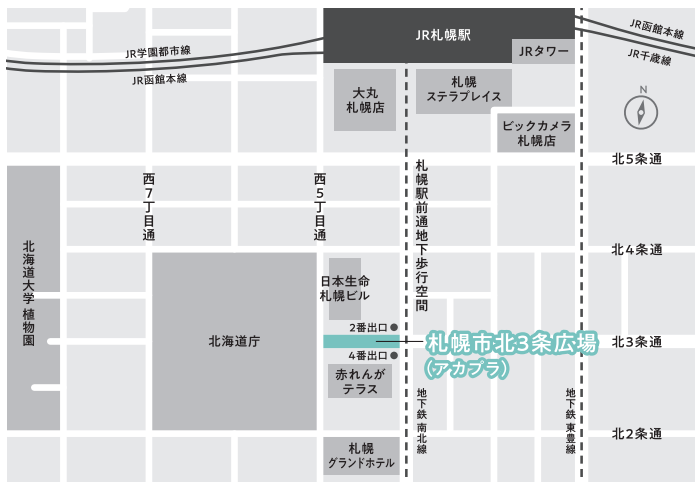 JR札幌駅
JR函館本線
JR学園都市線
JRタワー
JR千歳線
JR函館本線
大丸
札幌店
札幌
ステラプレイス
N
ビックカメラ
札幌店
北5条通
西7丁目通
西5丁目通
札幌駅前通地下歩行空間
北海道大学 植物園
北4条通
日本生命
札幌ビル
2番出口
北海道庁
札幌市北3条広場
(アカプラ)
北3条通
4番出口
赤れんが
テラス
地下鉄 南北線
地下鉄 東豊線
北2条通
札幌
グランドホテル